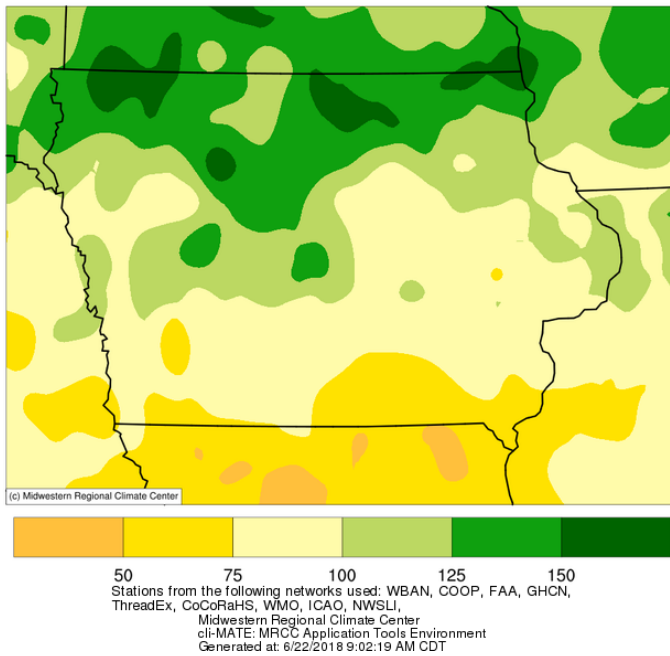 (c) Midwestern Regional Climate Center
50 75 100 125 150
Stations from the following networks used: WBAN, COOP, FAA, GHCN,
ThreadEx, CoCoRaHS, WMO, ICAO, NWSLI,
Midwestern Regional Climate Center
cli-MATE: MRCC Application Tools Environment
Generated at: 6/22/2018 9:02:19 AM CDT